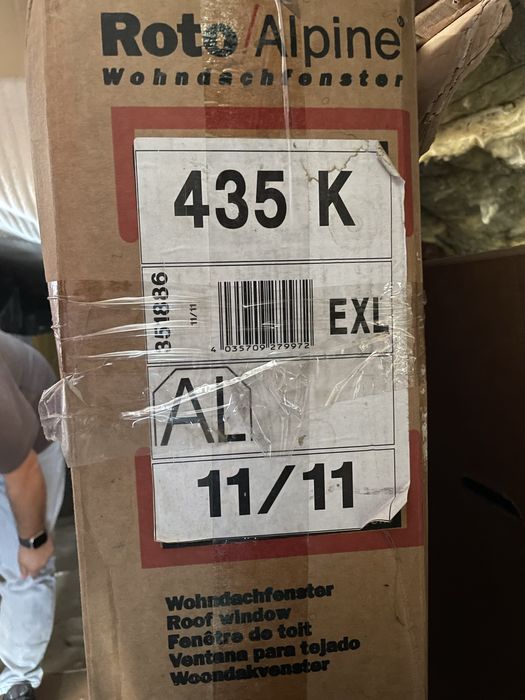 Roto/Alpine®
Wohndachfenster
435 K
351886
11/11
4 035709 279972
EXL
AL
11/11
Wohndachfenster
Roof window
Fenêtre de toit
Ventana para tejado
Woondakvenster